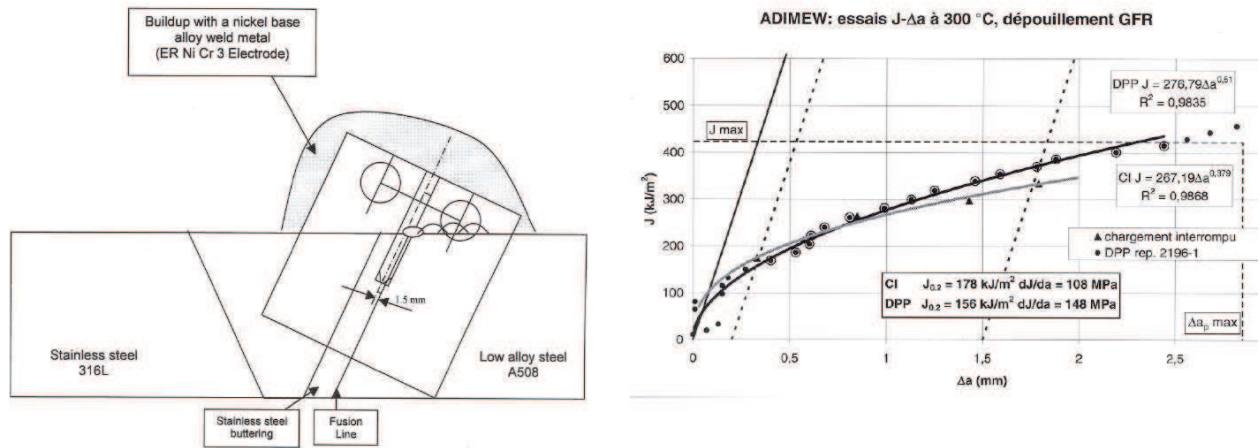 Buildup with a nickel base
alloy weld metal
(ER Ni Cr 3 Electrode)
1.5 mm
Stainless steel
316L
Low alloy steel
A508
Stainless steel
buttering
Fusion
Line
ADIMEW: essais J-Δa à 300 °C, dépouillement GFR
600
500
400
300
200
100
0
J (kJ/m²)
J max
DPP J = 276,79Δa^0,51
R² = 0,9835
CI J = 267,19Δa^0,379
R² = 0,9868
▲ chargement interrompu
• DPP rep. 2196-1
CI J₀.₂ = 178 kJ/m² dJ/da = 108 MPa
DPP J₀.₂ = 156 kJ/m² dJ/da = 148 MPa
Δaₚ max
0 0,5 1 1,5 2 2,5
Δa (mm)